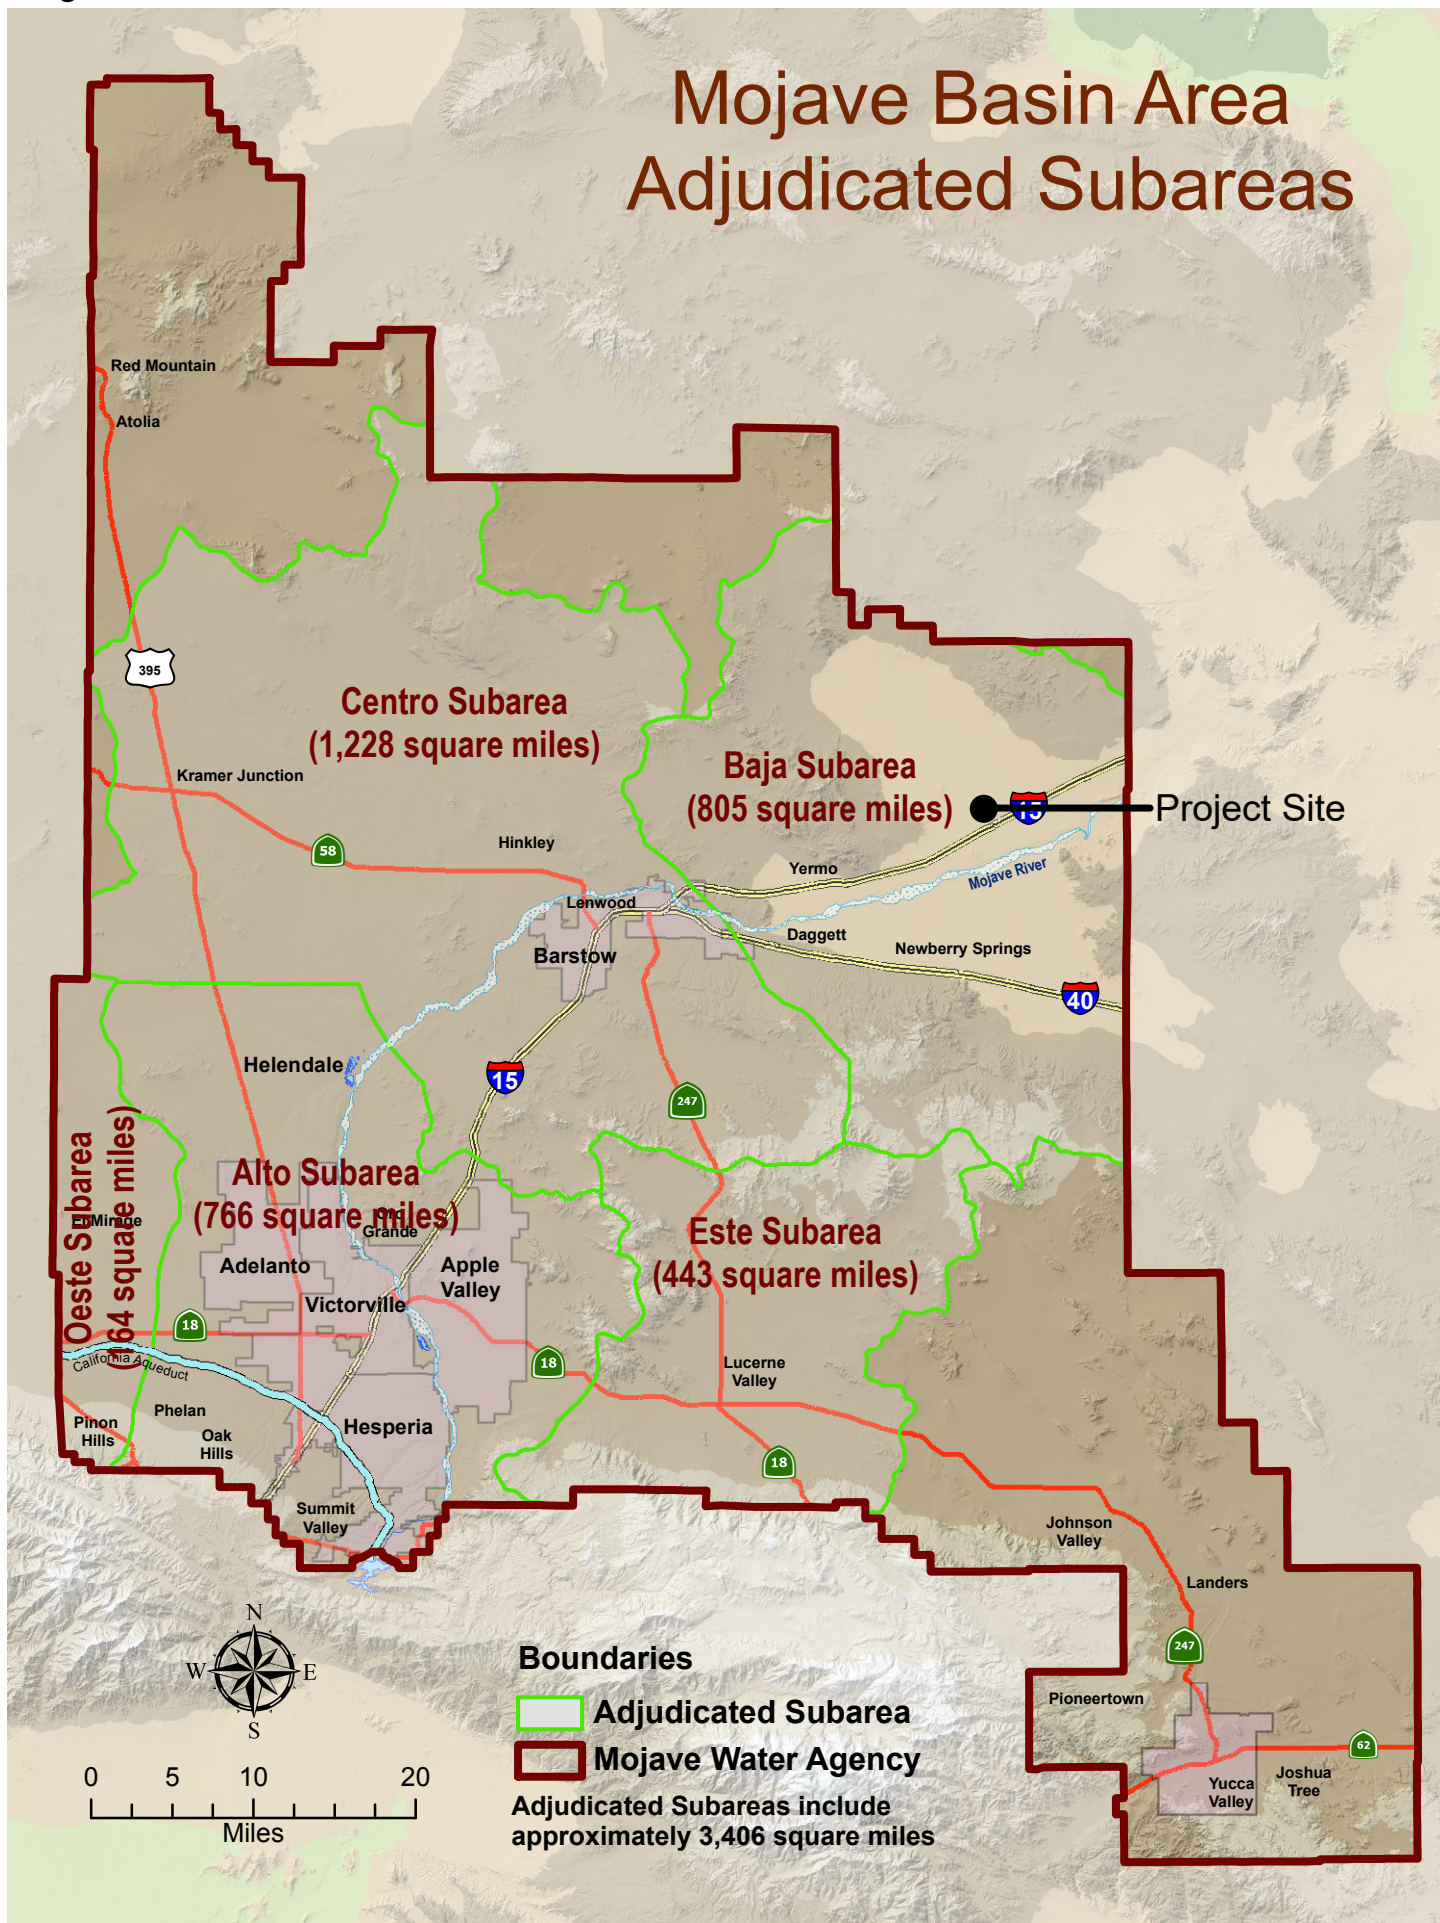 Mojave Basin Area
Adjudicated Subareas
Red Mountain
Atolia
395
Centro Subarea
(1,228 square miles)
Baja Subarea
(805 square miles)
15
Project Site
Kramer Junction
58
Hinkley
Yermo
Mojave River
Lenwood
Daggett
Barstow
Newberry Springs
40
Helendale
15
247
Oeste Subarea
(164 square miles)
El Mirage
Alto Subarea
(766 square miles)
Oro
Grande
Este Subarea
(443 square miles)
Adelanto
Apple
Valley
Victorville
18
California Aqueduct
18
Lucerne
Valley
Phelan
Pinon
Hills
Oak
Hills
Hesperia
18
Summit
Valley
Johnson
Valley
Landers
247
Pioneertown
62
Yucca
Valley
Joshua
Tree
N
W
E
S
0 5 10 20
Miles
Boundaries
Adjudicated Subarea
Mojave Water Agency
Adjudicated Subareas include
approximately 3,406 square miles